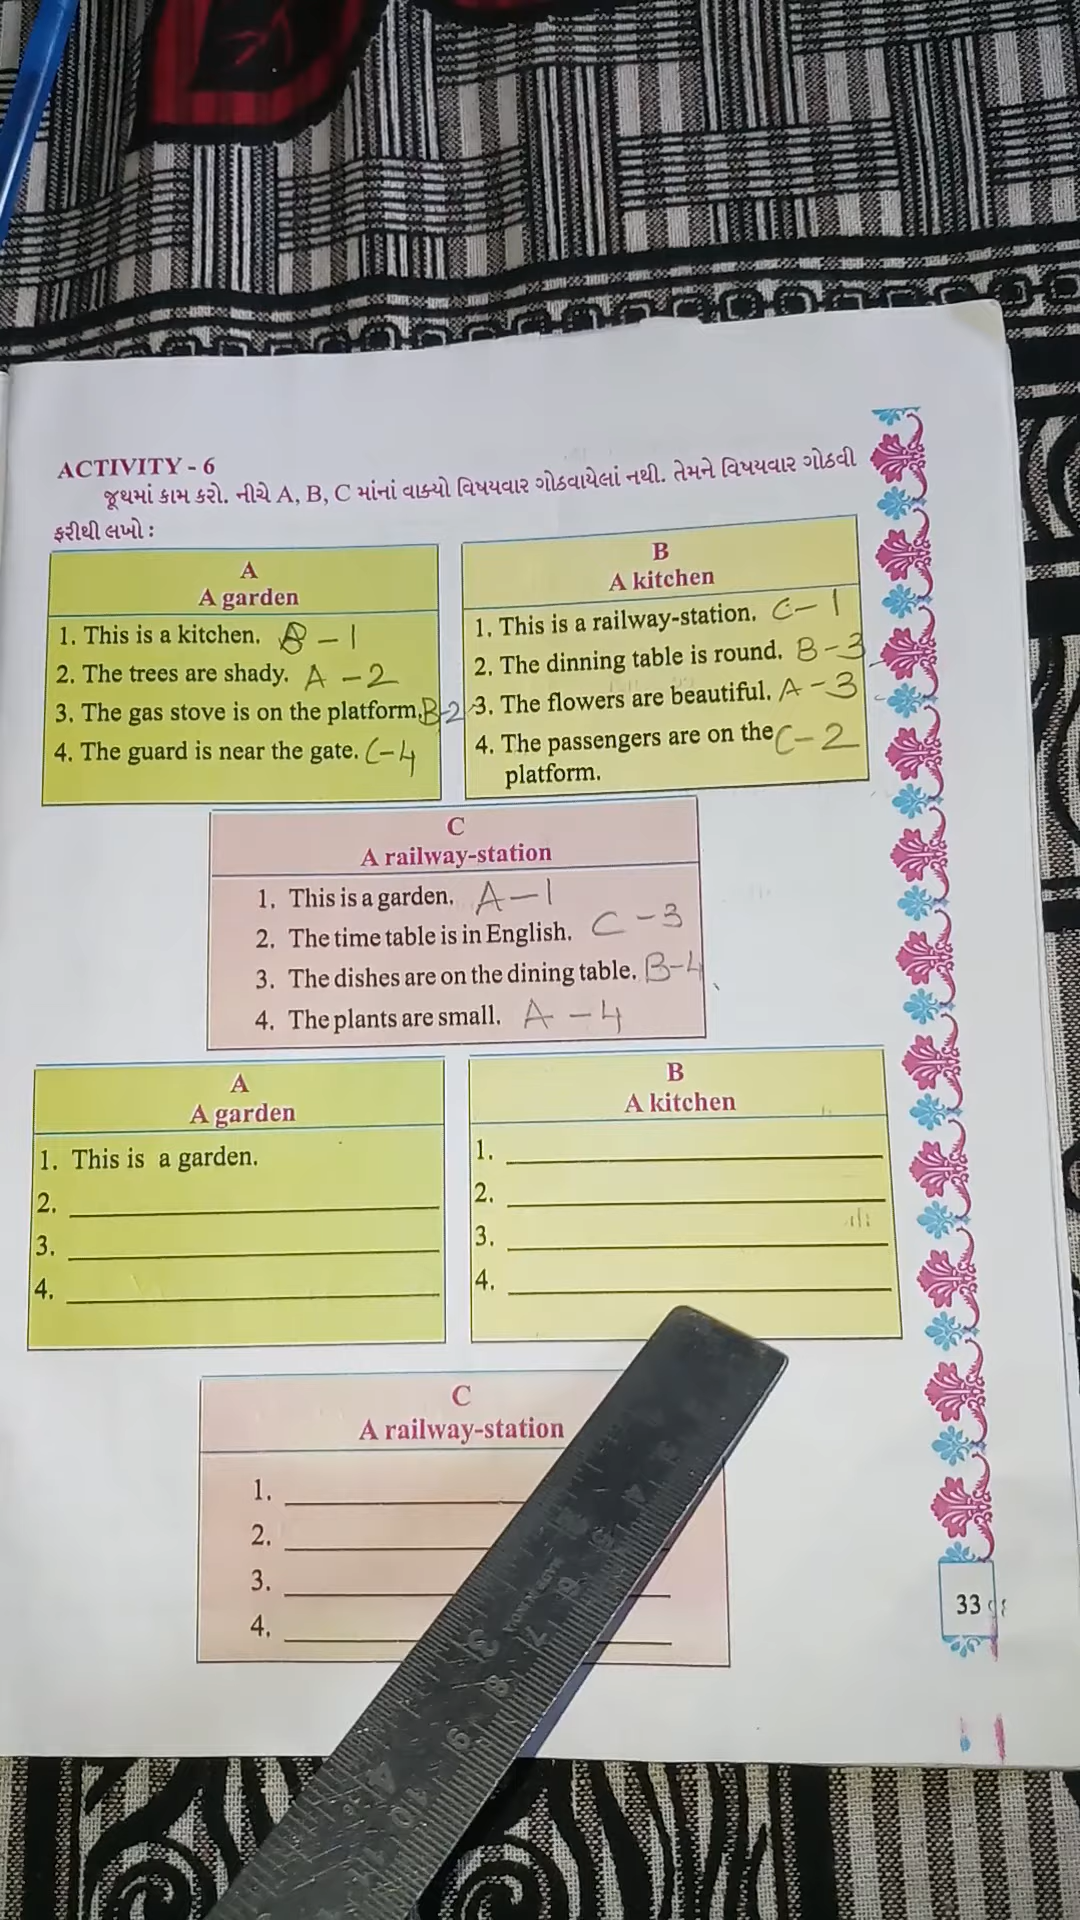 ACTIVITY - 6
જૂથમાં કામ કરો. નીચે A, B, C માંનાં વાક્યો વિષયવાર ગોઠવાયેલાં નથી. તેમને વિષયવાર ગોઠવી
ફરીથી લખો :
A
A garden
1. This is a kitchen. B – 1
2. The trees are shady. A – 2
3. The gas stove is on the platform. B-2
4. The guard is near the gate. C-4
B
A kitchen
1. This is a railway-station. C – 1
2. The dinning table is round. B – 3
3. The flowers are beautiful. A – 3
4. The passengers are on the C – 2
platform.
C
A railway-station
1. This is a garden. A – 1
2. The time table is in English. C – 3
3. The dishes are on the dining table. B-4
4. The plants are small. A – 4
A
A garden
1. This is a garden.
2.
3.
4.
B
A kitchen
1.
2.
3.
4.
C
A railway-station
1.
2.
3.
4.
33